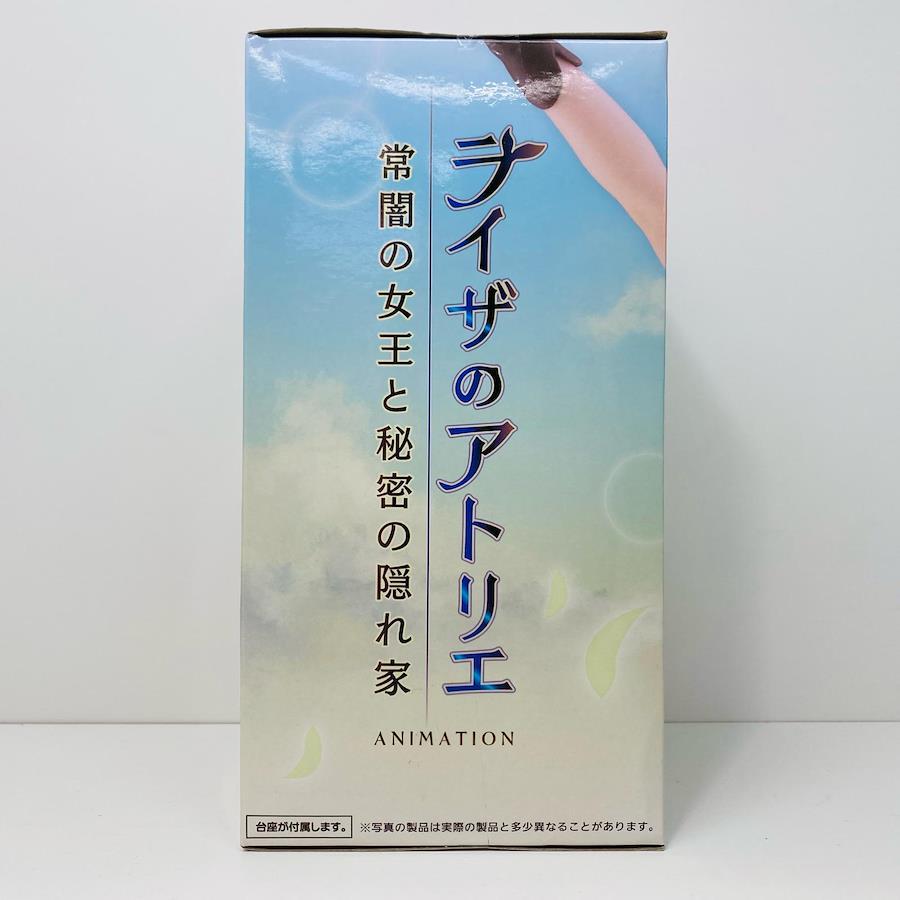 ライザのアトリエ
常闇の女王と秘密の隠れ家
ANIMATION
台座が付属します。
※写真の製品は実際の製品と多少異なることがあります。